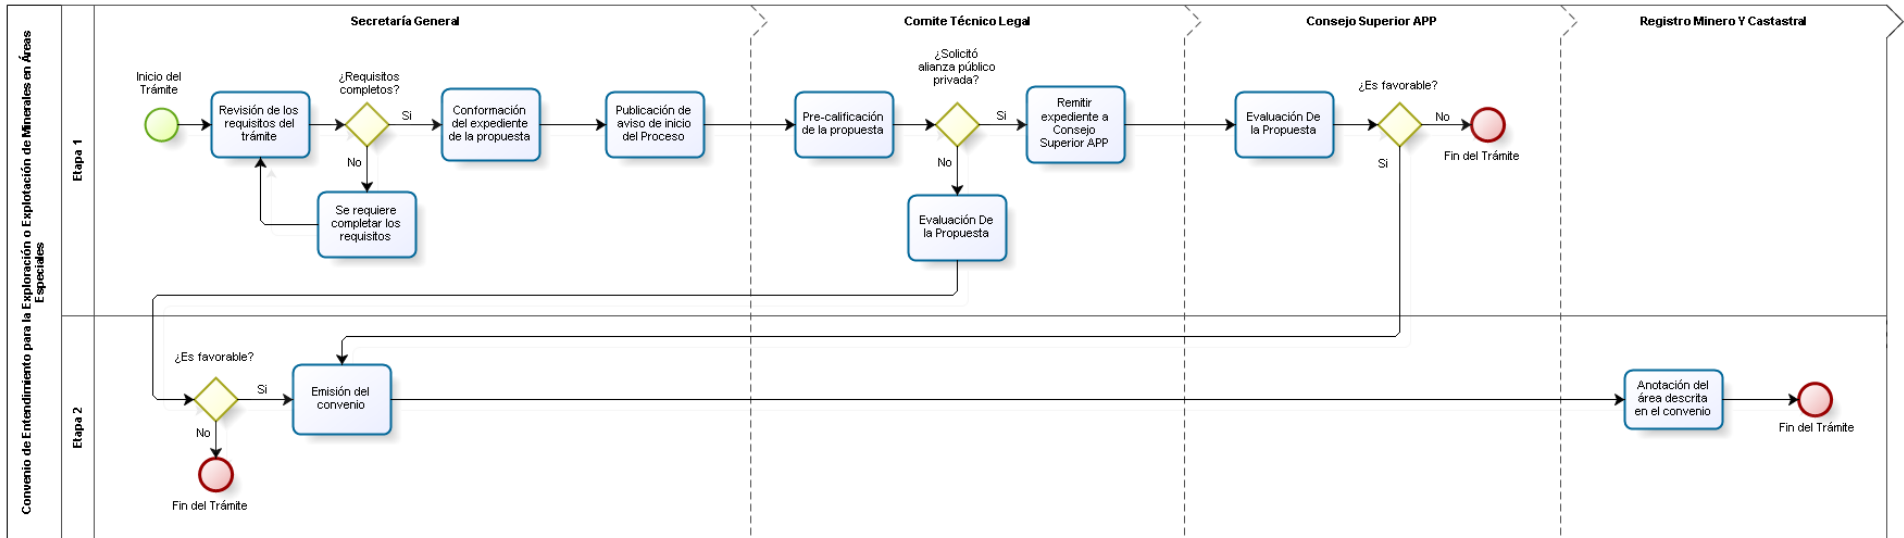 Convenio de Entendimiento para la Exploración o Explotación de Minerales en Áreas
Especiales
Etapa 1
Etapa 2
Secretaría General
Comite Técnico Legal
Consejo Superior APP
Registro Minero Y Castastral
Inicio del
Trámite
Revisión de los
requisitos del
trámite
¿Requisitos
completos?
Si
No
Se requiere
completar los
requisitos
Conformación
del expediente
de la propuesta
Publicación de
aviso de inicio
del Proceso
Pre-calificación
de la propuesta
¿Solicitó
alianza público
privada?
Si
No
Evaluación De
la Propuesta
Remitir
expediente a
Consejo
Superior APP
Evaluación De
la Propuesta
¿Es favorable?
No
Si
Fin del Trámite
¿Es favorable?
Si
No
Fin del Trámite
Emisión del
convenio
Anotación del
área descrita
en el convenio
Fin del Trámite